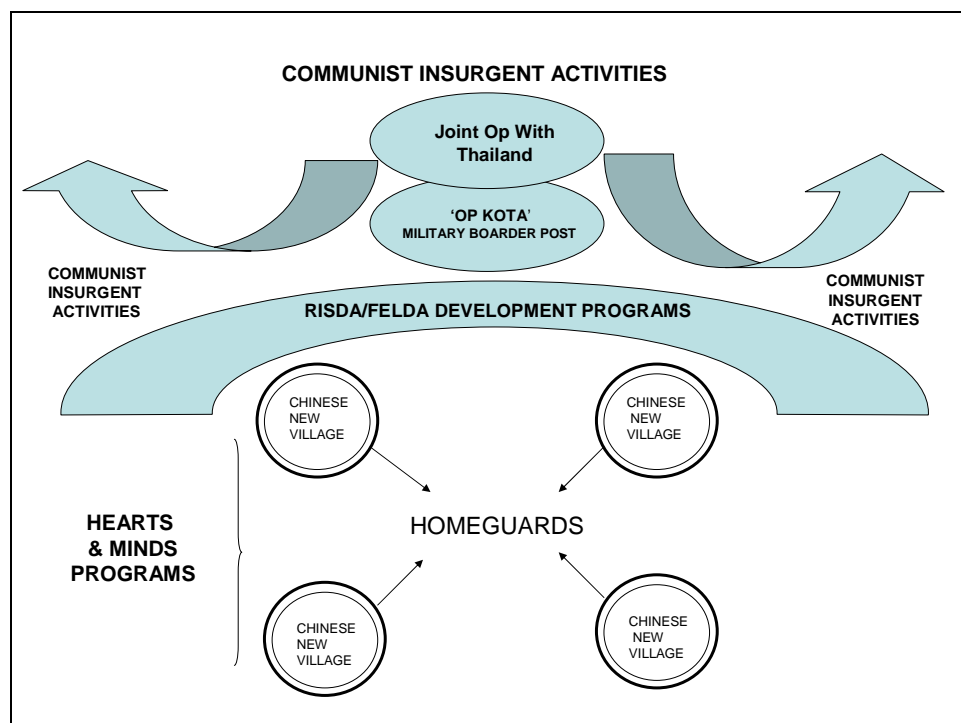 COMMUNIST INSURGENT ACTIVITIES
Joint Op With
Thailand
‘OP KOTA’
MILITARY BOARDER POST
COMMUNIST
INSURGENT
ACTIVITIES
COMMUNIST
INSURGENT
ACTIVITIES
RISDA/FELDA DEVELOPMENT PROGRAMS
CHINESE
NEW
VILLAGE
CHINESE
NEW
VILLAGE
HEARTS
& MINDS
PROGRAMS
HOMEGUARDS
CHINESE
NEW
VILLAGE
CHINESE
NEW
VILLAGE